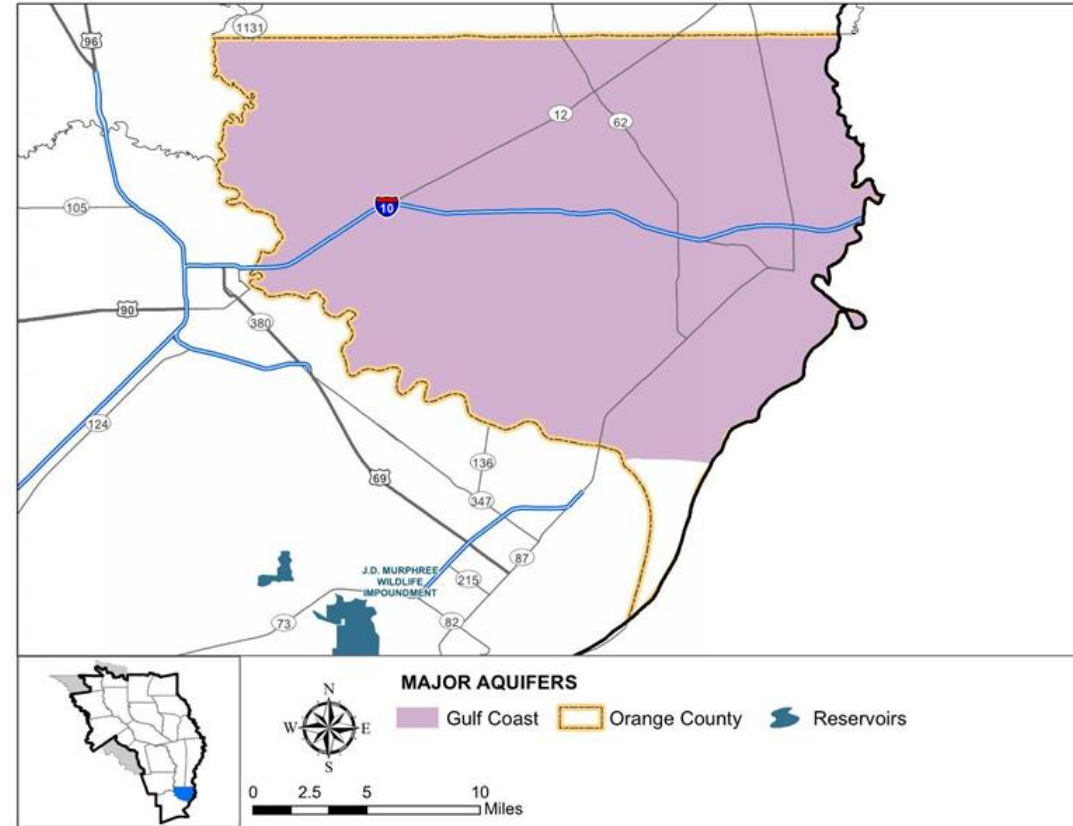 1131
96
12
62
105
10
90
380
124
136
69
347
87
J.D. MURPHREE
WILDLIFE
IMPOUNDMENT
215
73
82
MAJOR AQUIFERS
N
W E
S
Gulf Coast
Orange County
Reservoirs
0 2.5 5 10
Miles